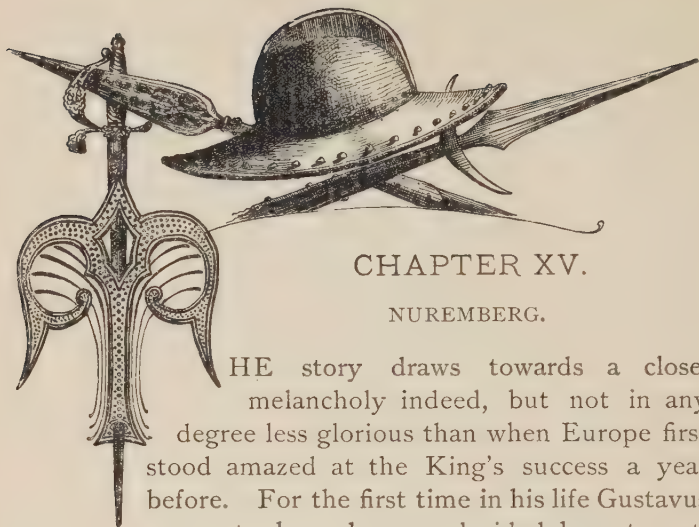 CHAPTER XV.
NUREMBERG.
THE story draws towards a close
melancholy indeed, but not in any
degree less glorious than when Europe firs
stood amazed at the King's success a yea
before. For the first time in his life Gustavu